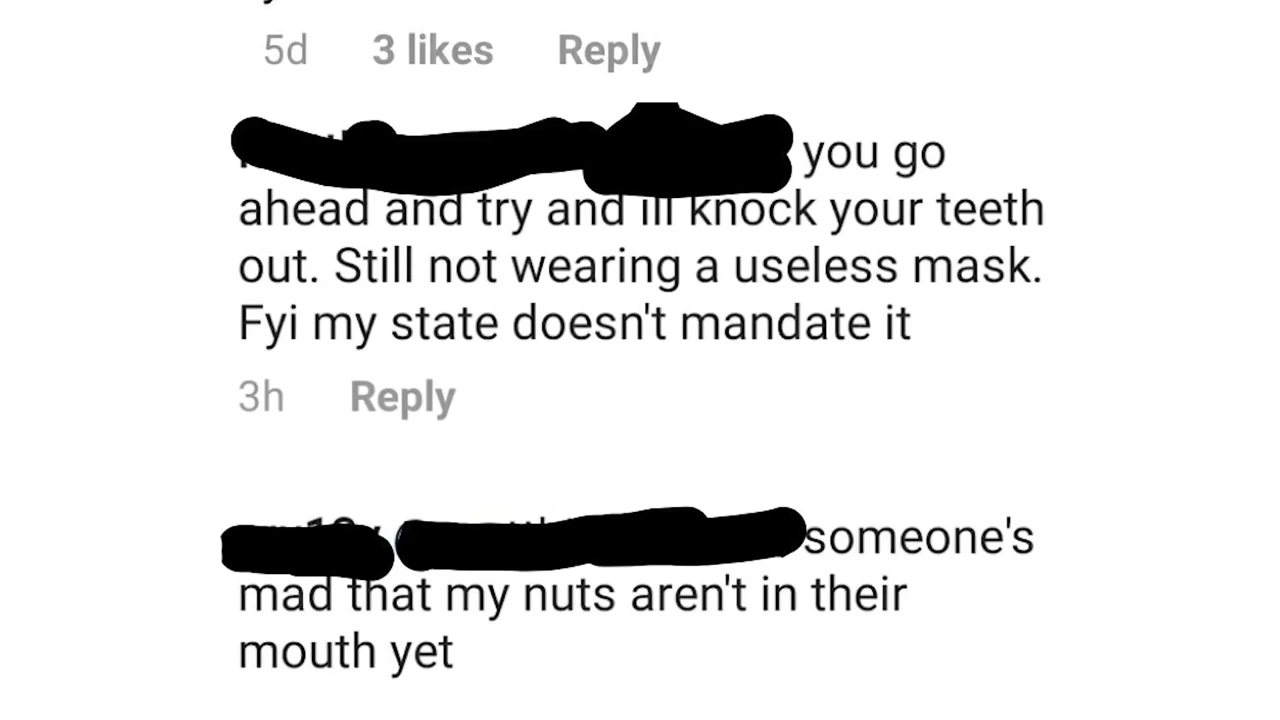 5d 3 likes Reply
you go
ahead and try and ill knock your teeth
out. Still not wearing a useless mask.
Fyi my state doesn't mandate it
3h Reply
someone's
mad that my nuts aren't in their
mouth yet